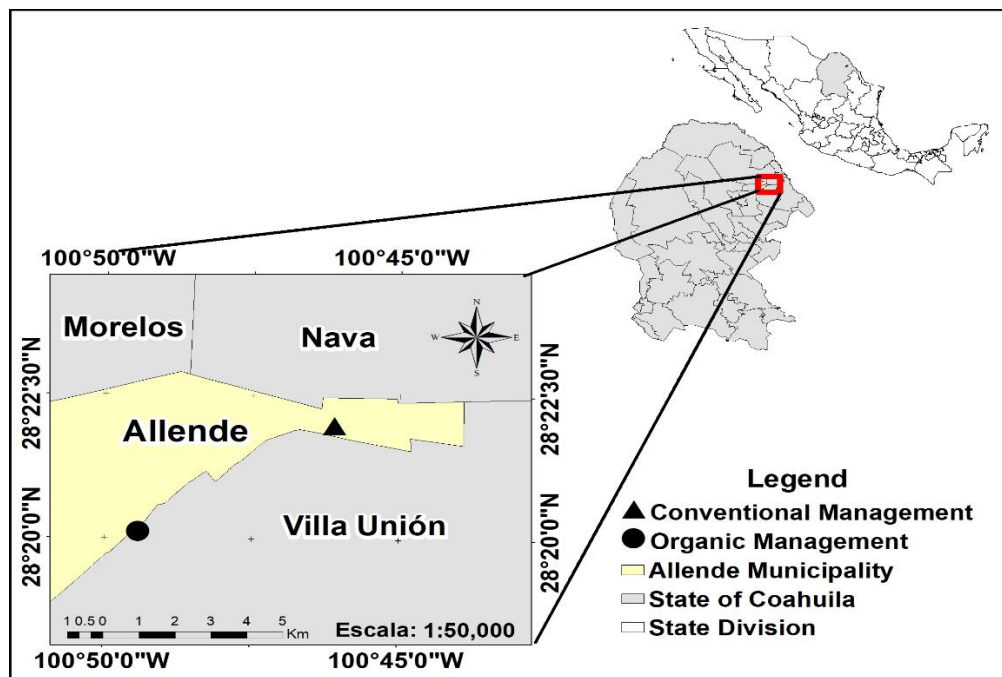 100°50'0"W 100°45'0"W
Morelos
Nava
N
W E
S
28°22'30"N
28°22'30"N
Allende
Villa Unión
28°20'0"N
28°20'0"N
1 0.5 0 1 2 3 4 5
Km
Escala: 1:50,000
100°50'0"W 100°45'0"W
Legend
Conventional Management
Organic Management
Allende Municipality
State of Coahuila
State Division